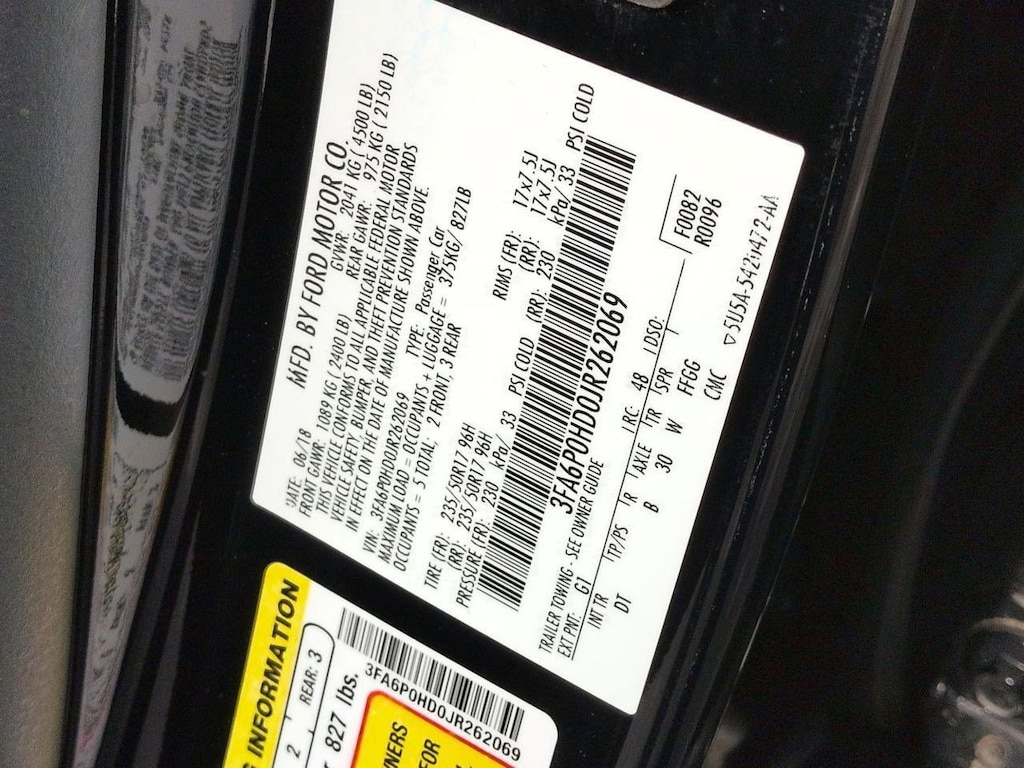 MFD. BY FORD MOTOR CO.
DATE: 06/18 GVWR: 2041 KG ( 4500 LB)
FRONT GAWR: 1089 KG ( 2400 LB) REAR GAWR: 975 KG ( 2150 LB)
THIS VEHICLE CONFORMS TO ALL APPLICABLE FEDERAL MOTOR
VEHICLE SAFETY, BUMPER, AND THEFT PREVENTION STANDARDS
IN EFFECT ON THE DATE OF MANUFACTURE SHOWN ABOVE.
VIN: 3FA6P0HD0JR262069 TYPE: Passenger Car
MAXIMUM LOAD = OCCUPANTS + LUGGAGE = 375KG/ 827LB
OCCUPANTS = 5 TOTAL; 2 FRONT, 3 REAR
TIRE (FR): 235/50R17 96H RIMS (FR): 17x7.5J
(RR): 235/50R17 96H (RR): 17x7.5J
PRESSURE (FR): 230 kPa/ 33 PSI COLD (RR): 230 kPa/ 33 PSI COLD
3FA6P0HD0JR262069
TRAILER TOWING - SEE OWNER GUIDE
EXT PNT: G1 RC: 48 DSO: F0082
R0096
INT TR TP/PS R AXLE TR SPR
DT B 30 W FFGG
CMC
▽5U5A-5424472-AA
INFORMATION
2 REAR: 3
827 lbs.
3FA6P0HD0JR262069
FOR